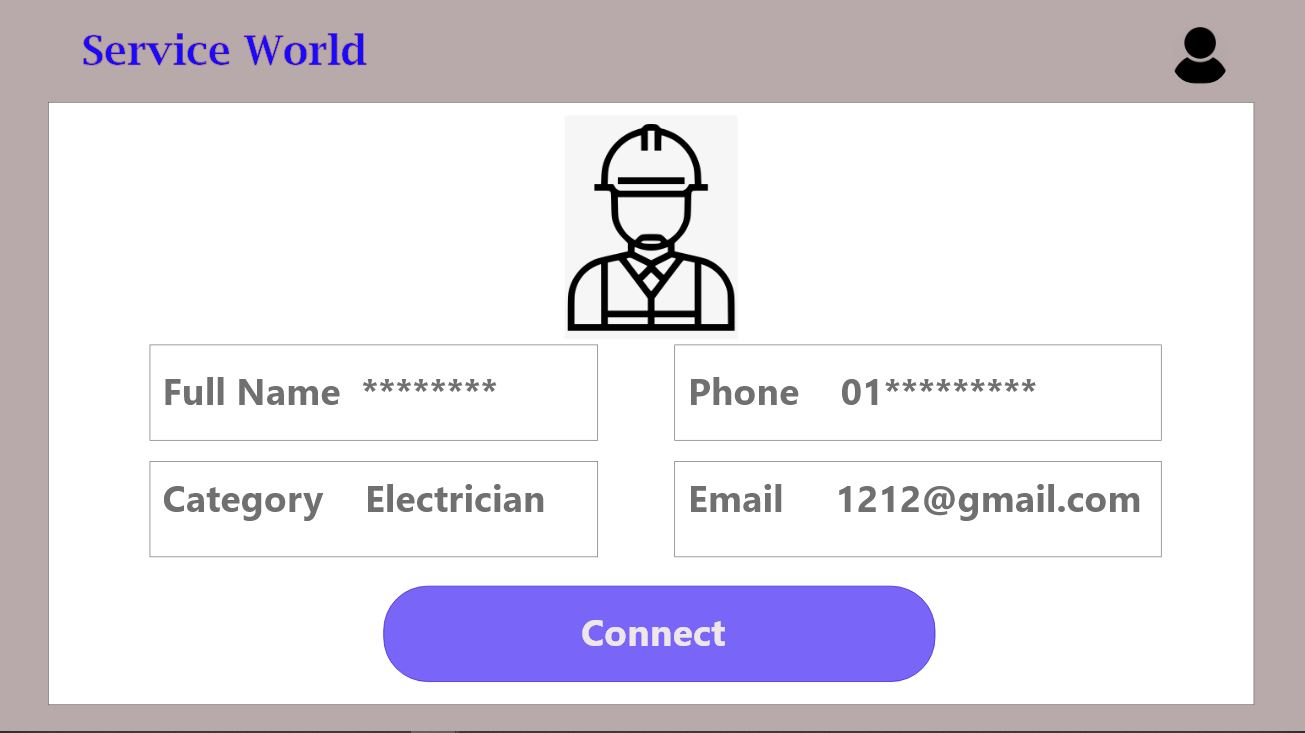 Service World
Full Name ********
Phone 01*********
Category Electrician
Email 1212@gmail.com
Connect